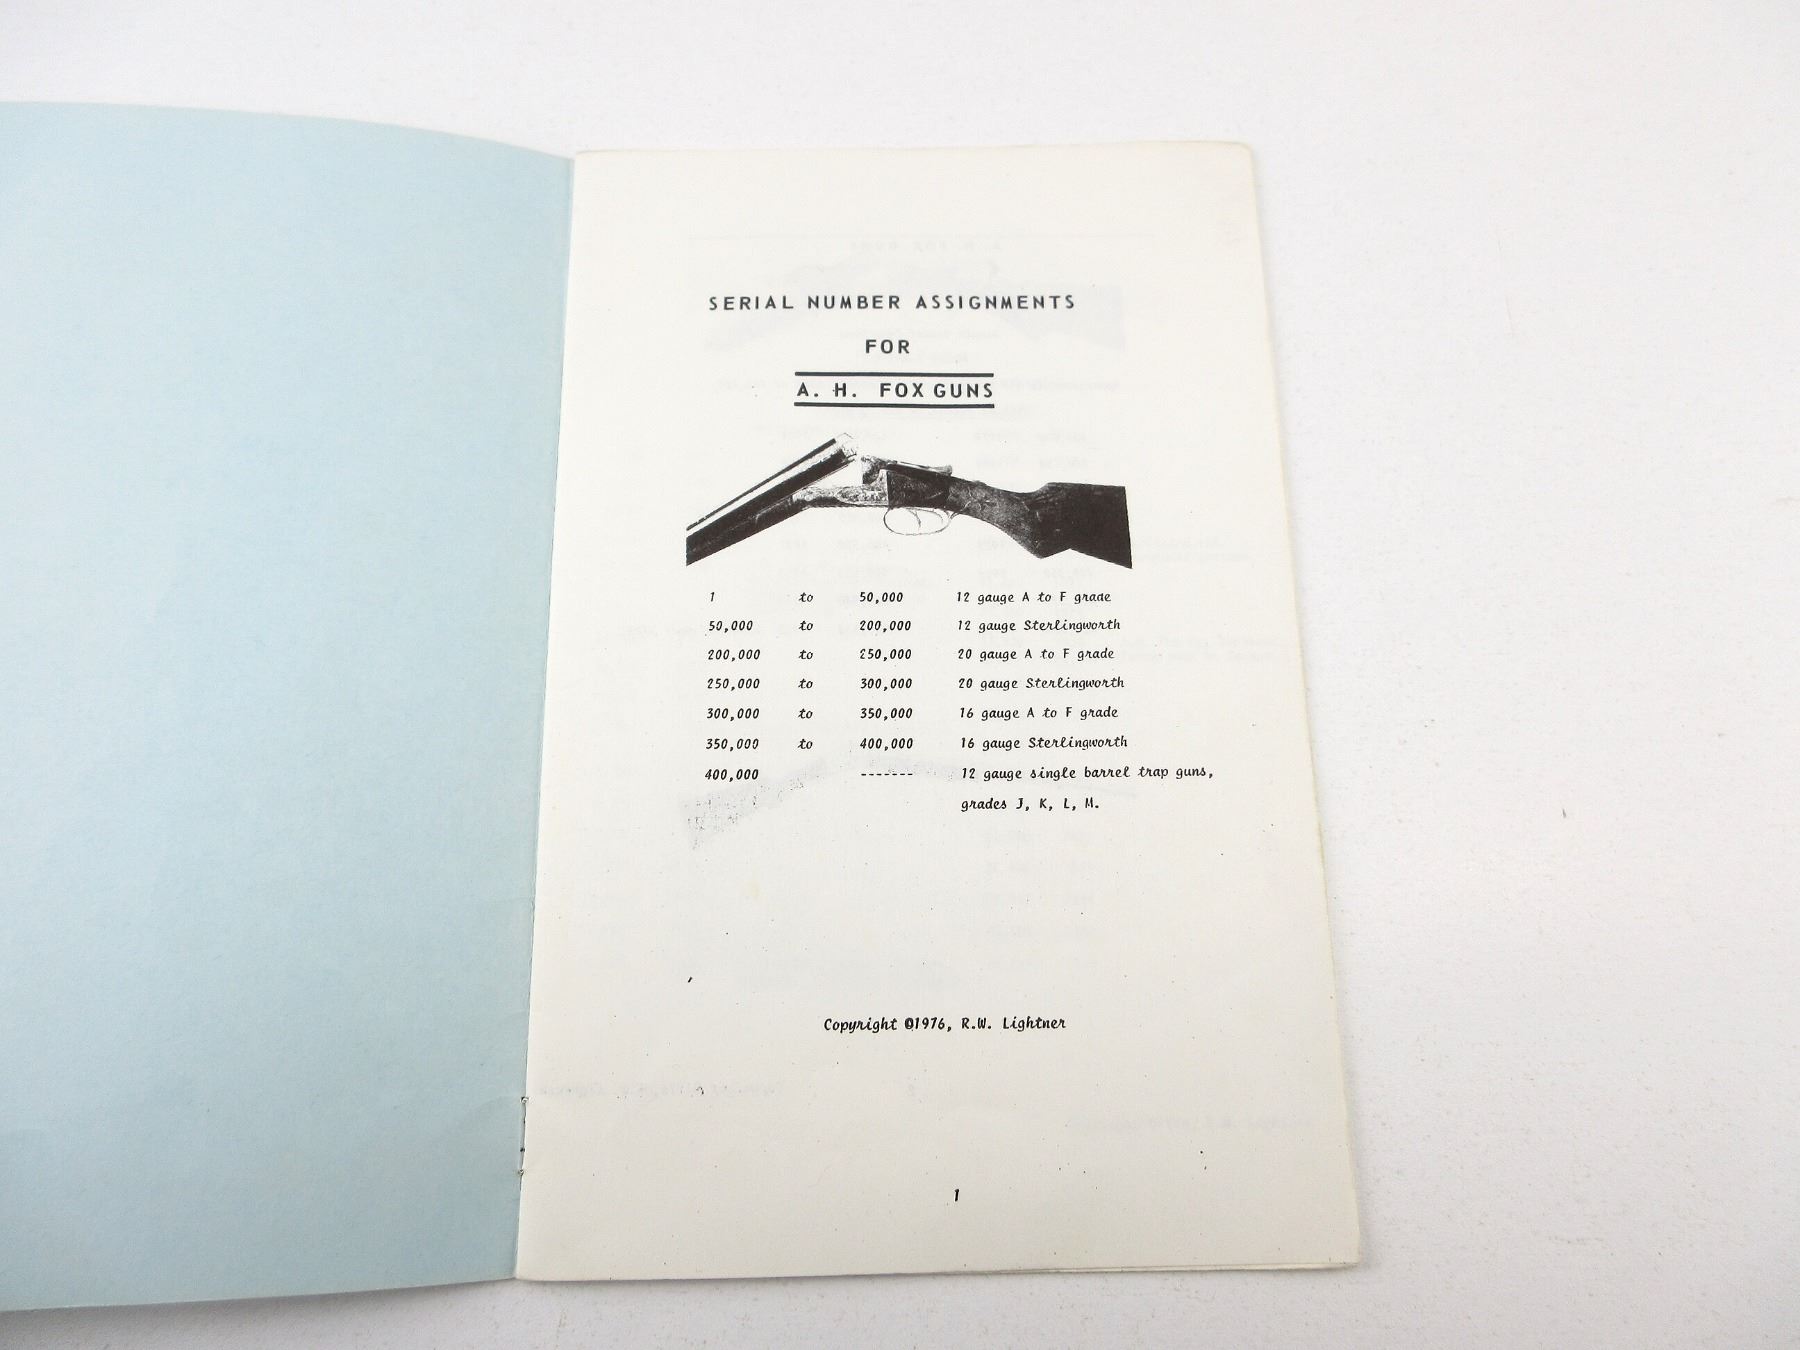 SERIAL NUMBER ASSIGNMENTS
FOR
A. H. FOX GUNS
1 to 50,000 12 gauge A to F grade
50,000 to 200,000 12 gauge Sterlingworth
200,000 to 250,000 20 gauge A to F grade
250,000 to 300,000 20 gauge Sterlingworth
300,000 to 350,000 16 gauge A to F grade
350,000 to 400,000 16 gauge Sterlingworth
400,000 ------- 12 gauge single barrel trap guns,
grades J, K, L, M.
Copyright ©1976, R.W. Lightner
1